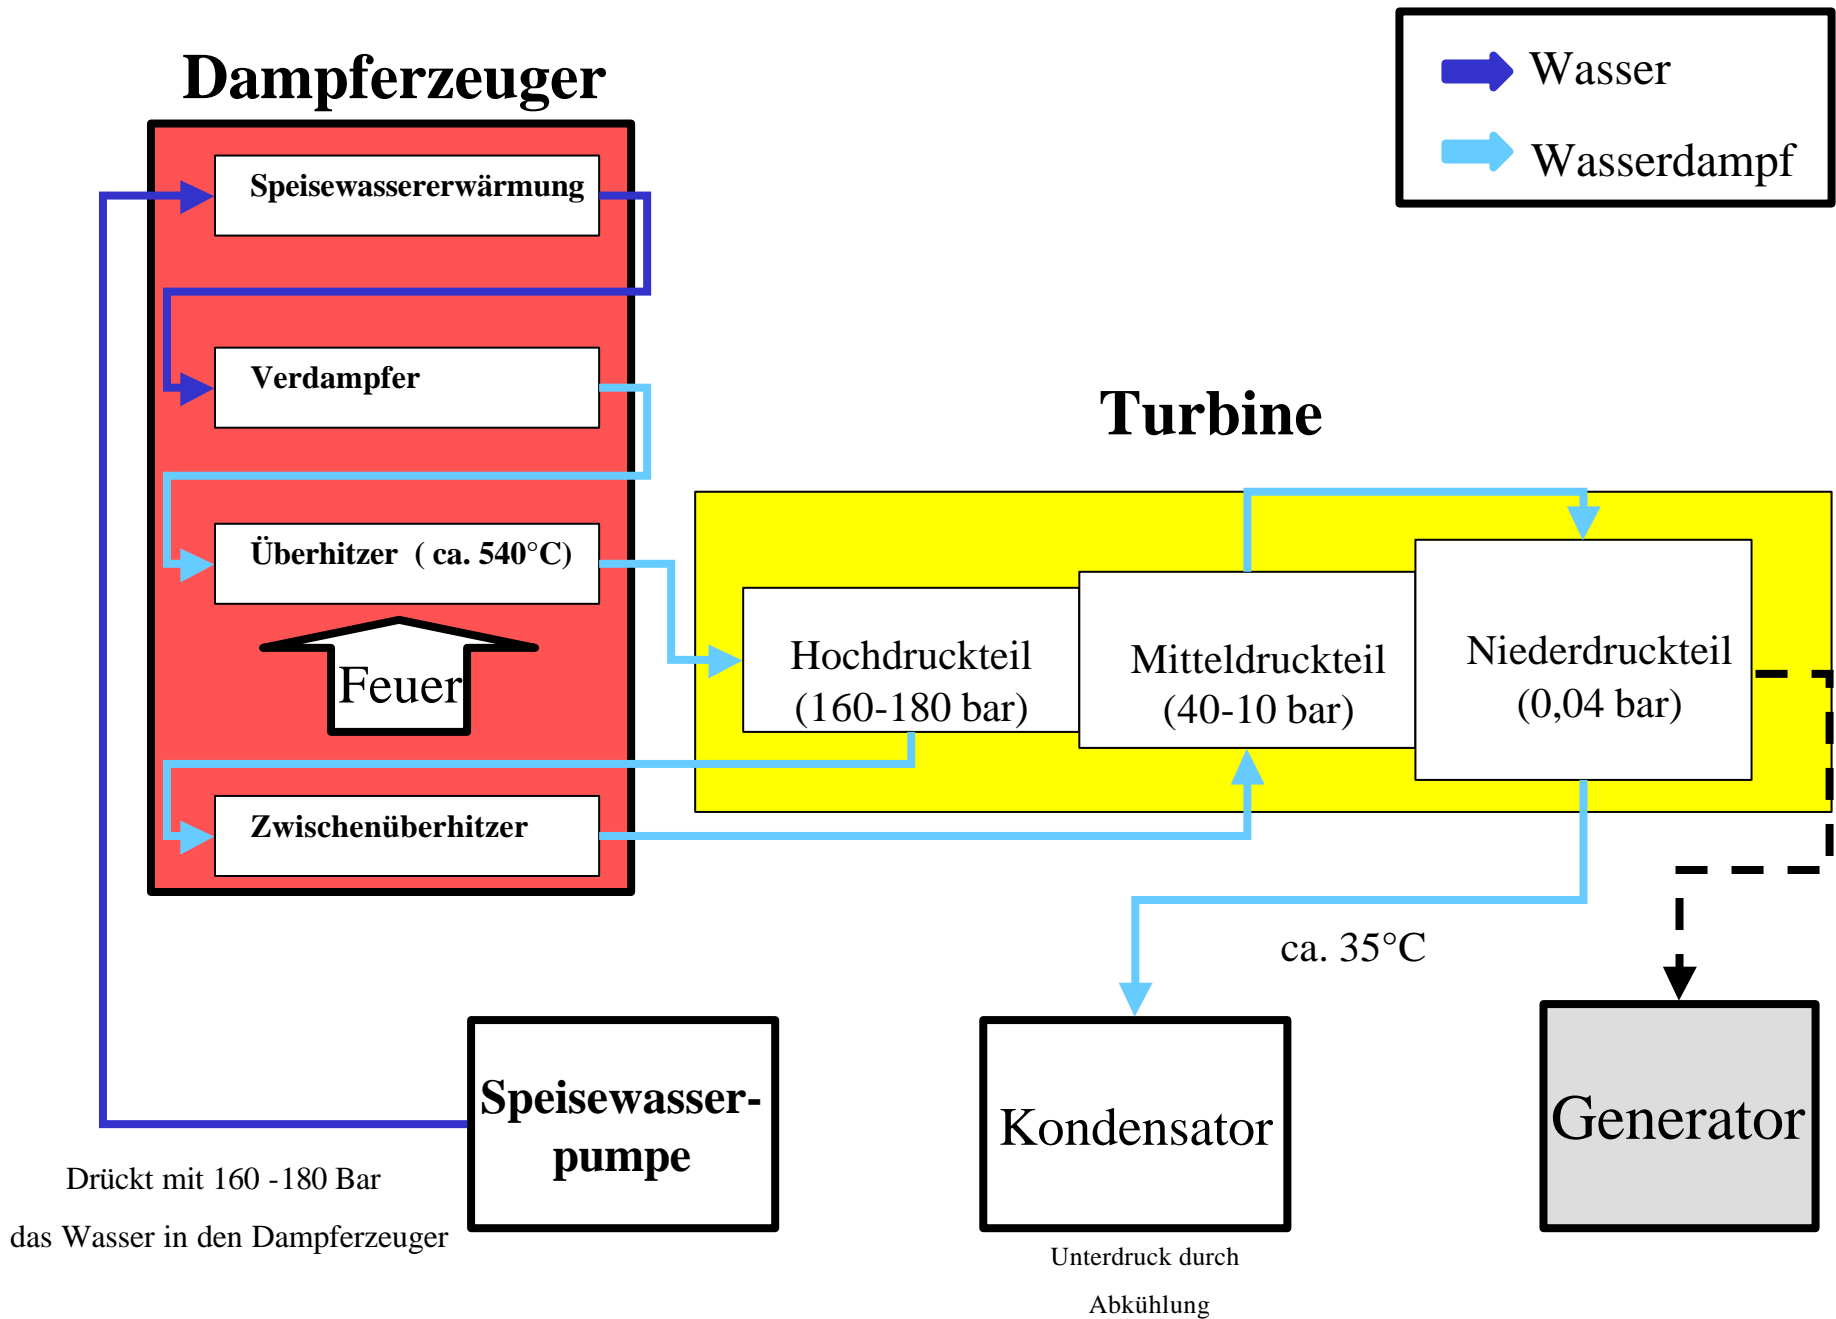 Dampferzeuger
Wasser
Wasserdampf
Speisewassererwärmung
Verdampfer
Überhitzer ( ca. 540°C)
Feuer
Zwischenüberhitzer
Turbine
Hochdruckteil
(160-180 bar)
Mitteldruckteil
(40-10 bar)
Niederdruckteil
(0,04 bar)
ca. 35°C
Speisewasser-
pumpe
Kondensator
Generator
Drückt mit 160 -180 Bar
das Wasser in den Dampferzeuger
Unterdruck durch
Abkühlung